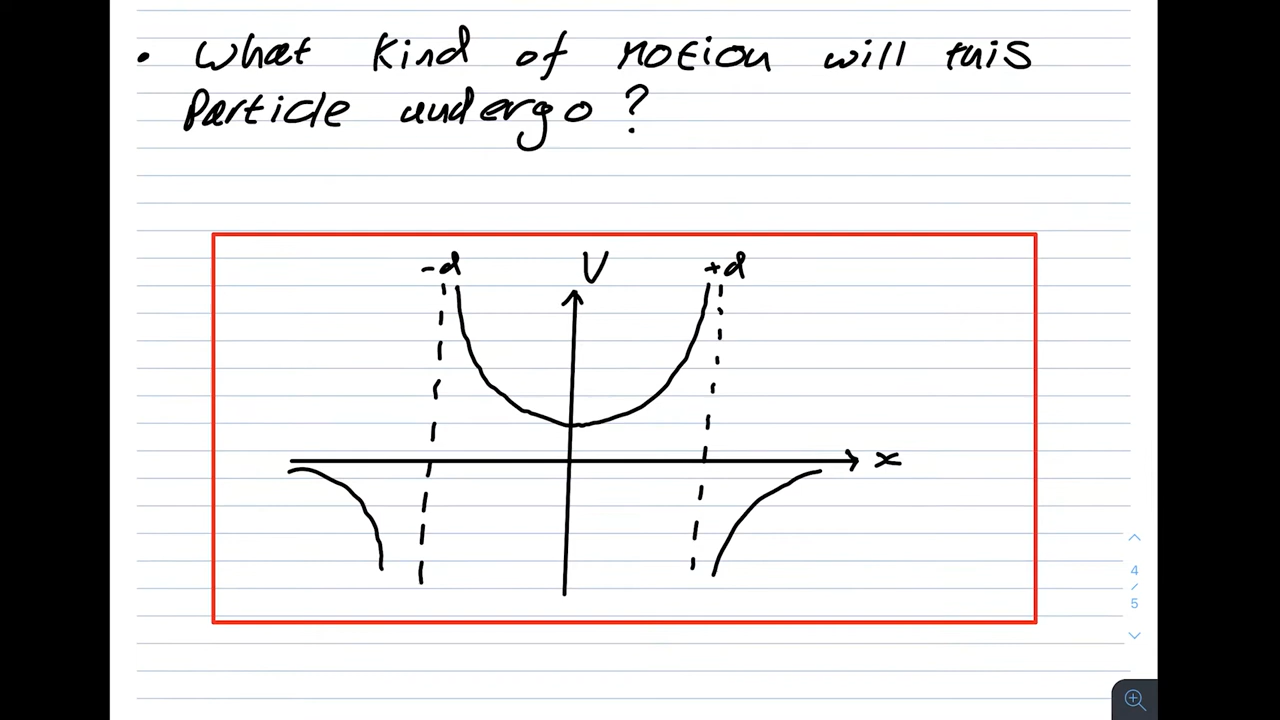 • What kind of motion will this
particle undergo?
-d V +d
x
4
/
5